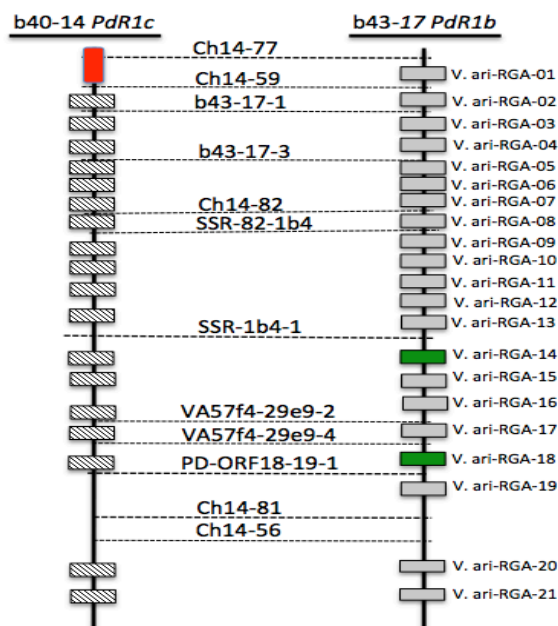 b40-14 PdR1c
b43-17 PdR1b
Ch14-77
V. ari-RGA-01
Ch14-59
V. ari-RGA-02
b43-17-1
V. ari-RGA-03
V. ari-RGA-04
b43-17-3
V. ari-RGA-05
V. ari-RGA-06
V. ari-RGA-07
Ch14-82
V. ari-RGA-08
SSR-82-1b4
V. ari-RGA-09
V. ari-RGA-10
V. ari-RGA-11
V. ari-RGA-12
V. ari-RGA-13
SSR-1b4-1
V. ari-RGA-14
V. ari-RGA-15
V. ari-RGA-16
VA57f4-29e9-2
V. ari-RGA-17
VA57f4-29e9-4
V. ari-RGA-18
PD-ORF18-19-1
V. ari-RGA-19
Ch14-81
Ch14-56
V. ari-RGA-20
V. ari-RGA-21